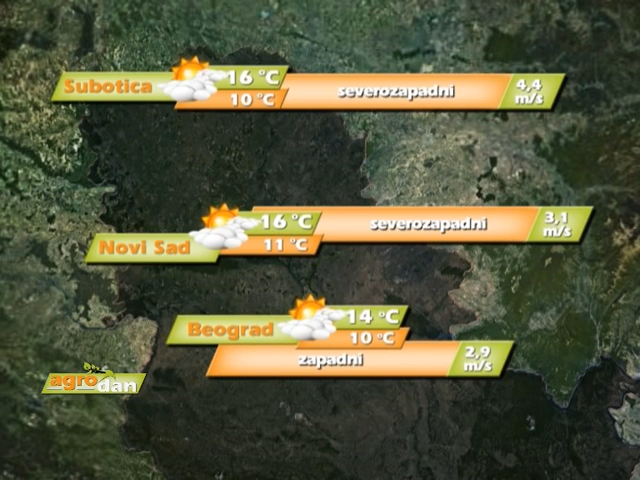 Subotica
16 °C
10 °C
severozapadni
4,4
m/s
Novi Sad
16 °C
11 °C
severozapadni
3,1
m/s
Beograd
14 °C
10 °C
zapadni
2,9
m/s
agro
dan